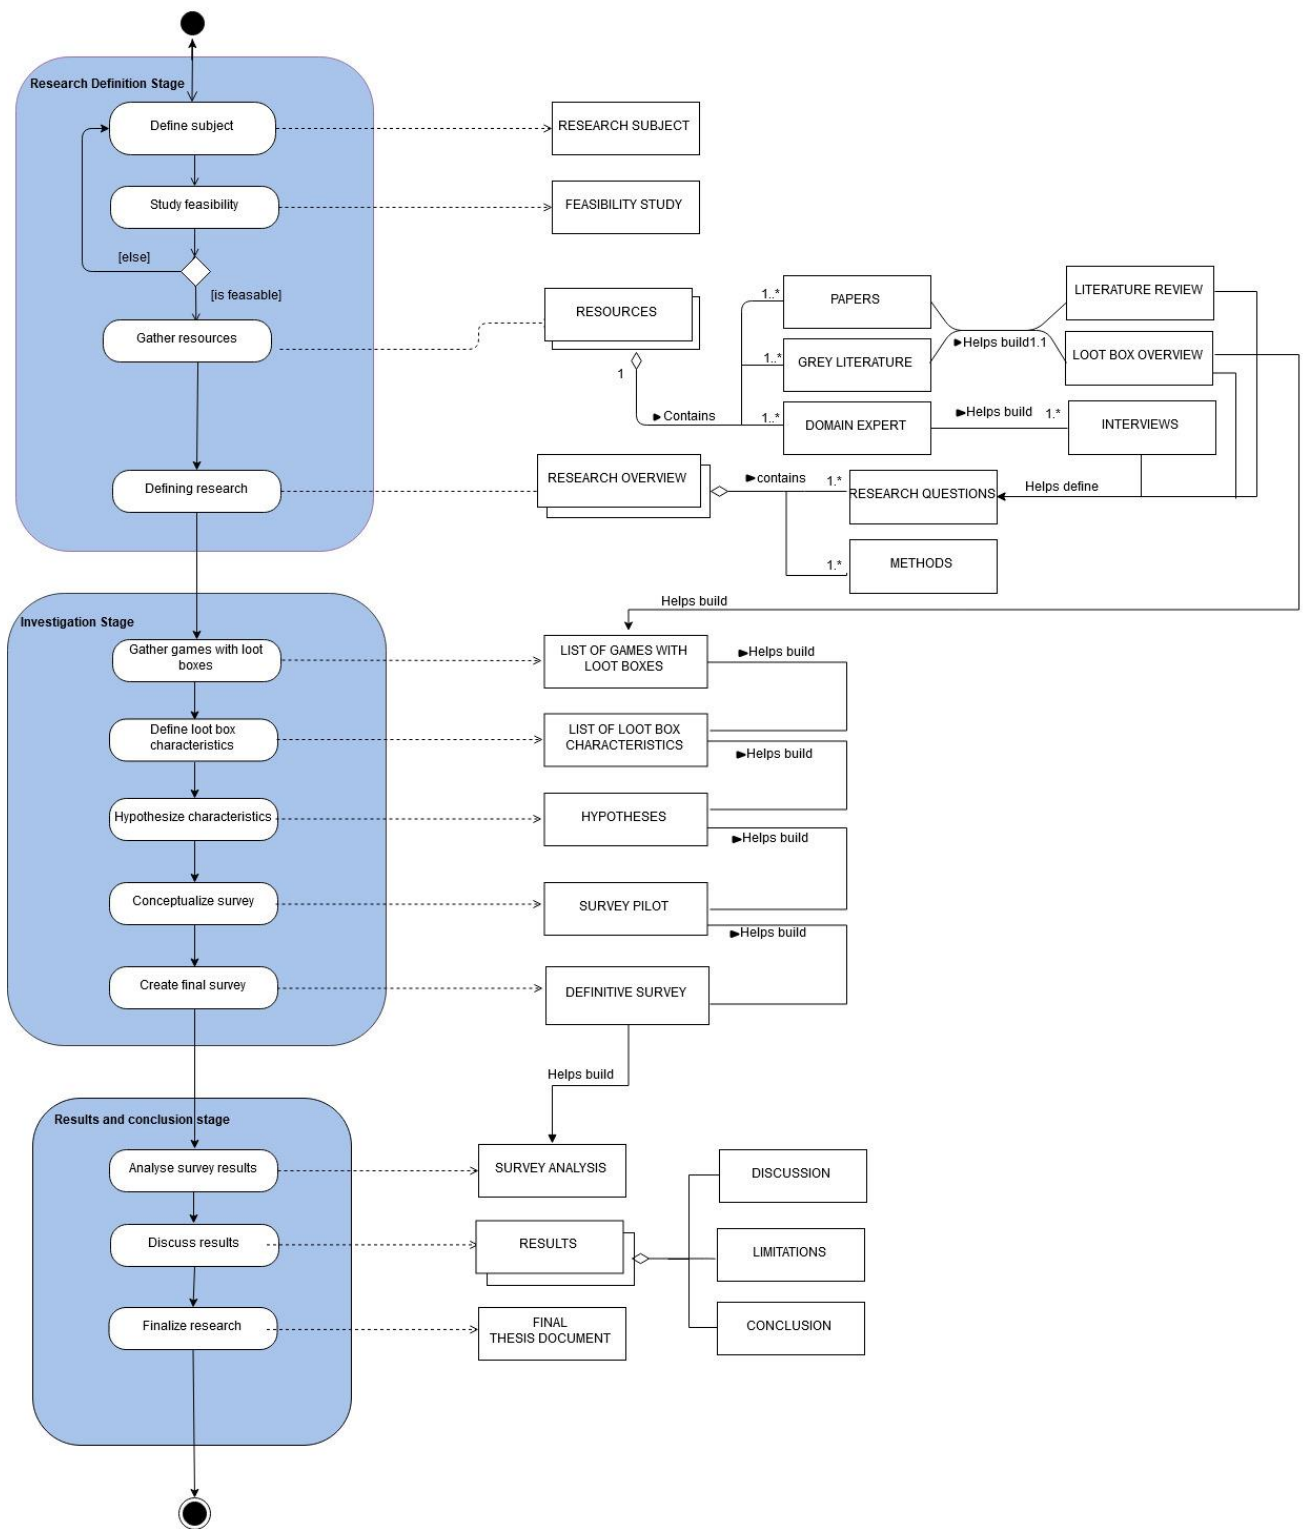 Research Definition Stage
Define subject
RESEARCH SUBJECT
Study feasibility
FEASIBILITY STUDY
[else]
[is feasable]
Gather resources
RESOURCES
1
▶Contains
1..*
PAPERS
1..*
GREY LITERATURE
1..*
DOMAIN EXPERT
▶Helps build1.1
LITERATURE REVIEW
LOOT BOX OVERVIEW
▶Helps build
1.*
INTERVIEWS
Defining research
RESEARCH OVERVIEW
▶contains
1.*
RESEARCH QUESTIONS
Helps define
1.*
METHODS
Helps build
Investigation Stage
Gather games with loot
boxes
LIST OF GAMES WITH
LOOT BOXES
▶Helps build
Define loot box
characteristics
LIST OF LOOT BOX
CHARACTERISTICS
▶Helps build
Hypothesize characteristics
HYPOTHESES
▶Helps build
Conceptualize survey
SURVEY PILOT
▶Helps build
Create final survey
DEFINITIVE SURVEY
Helps build
Results and conclusion stage
Analyse survey results
SURVEY ANALYSIS
DISCUSSION
Discuss results
RESULTS
LIMITATIONS
Finalize research
FINAL
THESIS DOCUMENT
CONCLUSION